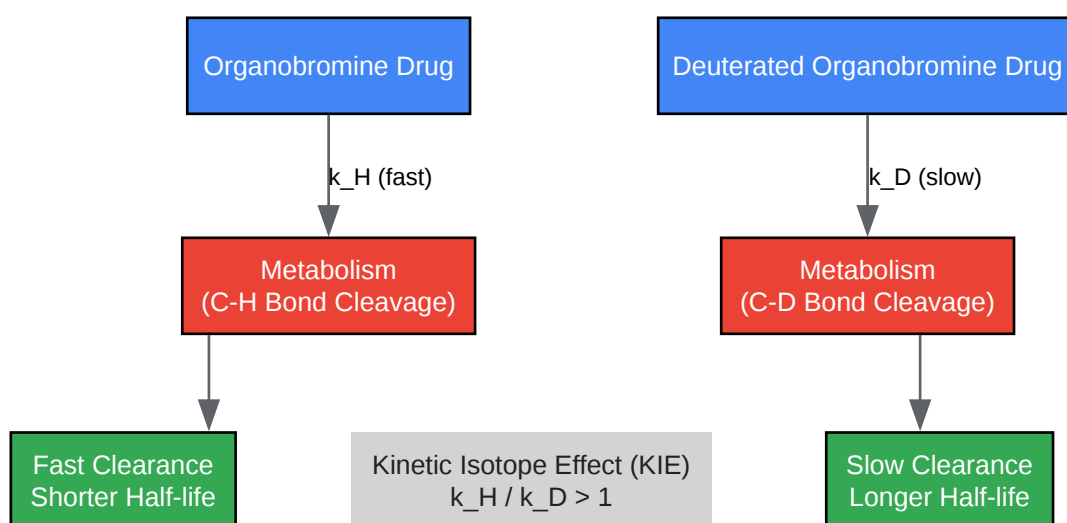 Organobromine Drug
Deuterated Organobromine Drug
k_H (fast)
k_D (slow)
Metabolism
(C-H Bond Cleavage)
Metabolism
(C-D Bond Cleavage)
Fast Clearance
Shorter Half-life
Kinetic Isotope Effect (KIE)
k_H / k_D > 1
Slow Clearance
Longer Half-life